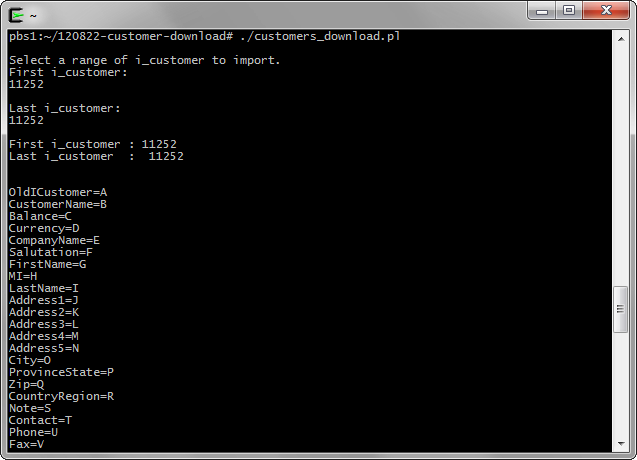 ~
pbs1:~/120822-customer-download# ./customers_download.pl
Select a range of i_customer to import.
First i_customer:
11252
Last i_customer:
11252
First i_customer : 11252
Last i_customer  :  11252
OldICustomer=A
CustomerName=B
Balance=C
Currency=D
CompanyName=E
Salutation=F
FirstName=G
MI=H
LastName=I
Address1=J
Address2=K
Address3=L
Address4=M
Address5=N
City=O
ProvinceState=P
Zip=Q
CountryRegion=R
Note=S
Contact=T
Phone=U
Fax=V